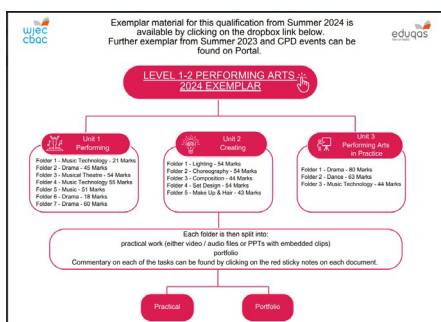 wjec
cbac
Exemplar material for this qualification from Summer 2024 is
available by clicking on the dropbox link below.
Further exemplar from Summer 2023 and CPD events can be
found on Portal.
eduqas
LEVEL 1-2 PERFORMING ARTS
2024 EXEMPLAR
Unit 1
Performing
Folder 1 - Music Technology - 21 Marks
Folder 2 - Drama - 45 Marks
Folder 3 - Musical Theatre - 54 Marks
Folder 4 - Music Technology 55 Marks
Folder 5 - Music - 51 Marks
Folder 6 - Drama - 18 Marks
Folder 7 - Drama - 60 Marks
Unit 2
Creating
Folder 1 - Lighting - 54 Marks
Folder 2 - Choreography - 54 Marks
Folder 3 - Composition - 44 Marks
Folder 4 - Set Design - 54 Marks
Folder 5 - Make Up & Hair - 43 Marks
Unit 3
Performing Arts
in Practice
Folder 1 - Drama - 80 Marks
Folder 2 - Dance - 63 Marks
Folder 3 - Music Technology - 44 Marks
Each folder is then split into:
practical work (either video / audio files or PPTs with embedded clips)
portfolio
Commentary on each of the tasks can be found by clicking on the red sticky notes on each document.
Practical
Portfolio